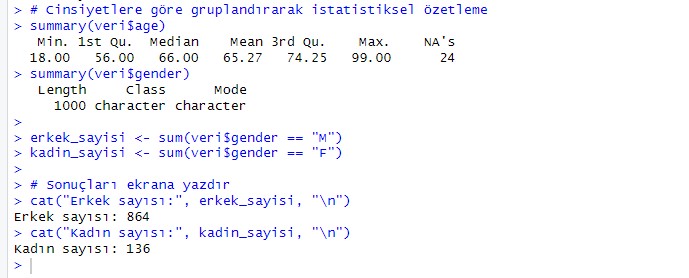 > # Cinsiyetlere göre gruplandırarak istatistiksel özetleme
> summary(veri$age)
   Min. 1st Qu.  Median    Mean 3rd Qu.    Max.    NA's
  18.00   56.00   66.00   65.27   74.25   99.00      24
> summary(veri$gender)
   Length     Class      Mode
     1000 character character
>
> erkek_sayisi <- sum(veri$gender == "M")
> kadin_sayisi <- sum(veri$gender == "F")
>
> # Sonuçları ekrana yazdır
> cat("Erkek sayısı:", erkek_sayisi, "\n")
Erkek sayısı: 864
> cat("Kadın sayısı:", kadin_sayisi, "\n")
Kadın sayısı: 136
>